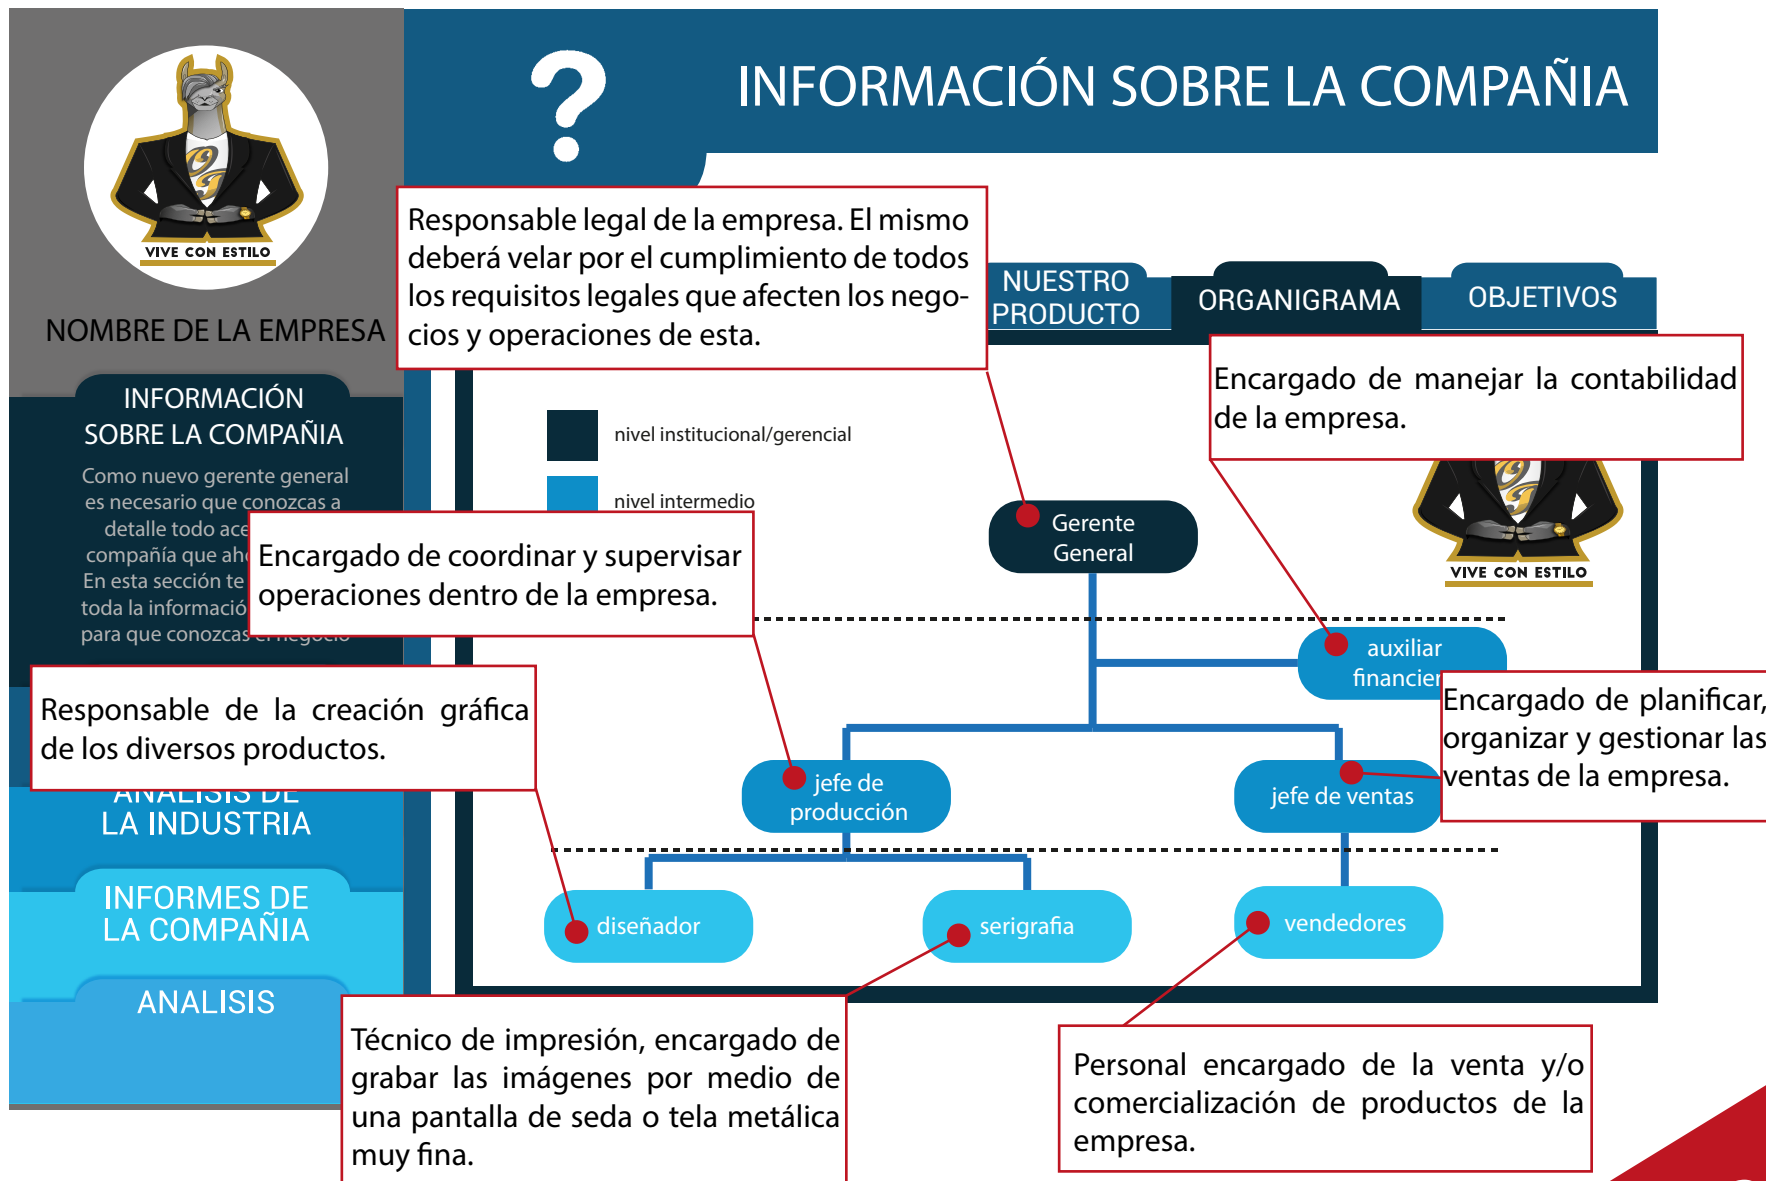 INFORMACIÓN SOBRE LA COMPAÑIA
?
VIVE CON ESTILO
NOMBRE DE LA EMPRESA
INFORMACIÓN
SOBRE LA COMPAÑIA
Como nuevo gerente general
es necesario que conozcas a
detalle todo
compañía que
En esta sección te
toda la
para que conozcas el negocio
ANALISIS DE
LA INDUSTRIA
INFORMES DE
LA COMPAÑIA
ANALISIS
Responsable legal de la empresa. El mismo
deberá velar por el cumplimiento de todos
los requisitos legales que afecten los nego-
cios y operaciones de esta.
NUESTRO
PRODUCTO
ORGANIGRAMA
OBJETIVOS
Encargado de manejar la contabilidad
de la empresa.
nivel institucional/gerencial
nivel intermedio
VIVE CON ESTILO
Gerente
General
Encargado de coordinar y supervisar
operaciones dentro de la empresa.
auxiliar
Encargado de planificar,
organizar y gestionar las
ventas de la empresa.
Responsable de la creación gráfica
de los diversos productos.
jefe de
producción
jefe de ventas
diseñador
serigrafia
vendedores
Técnico de impresión, encargado de
grabar las imágenes por medio de
una pantalla de seda o tela metálica
muy fina.
Personal encargado de la venta y/o
comercialización de productos de la
empresa.